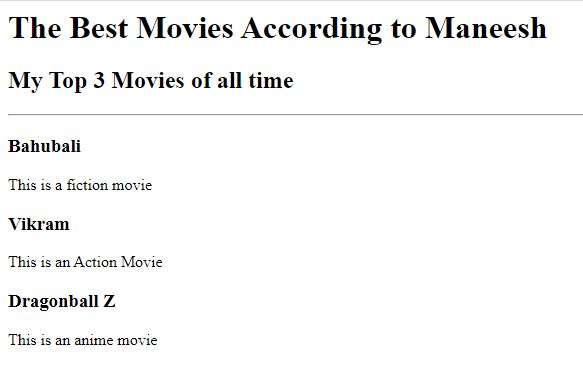 The Best Movies According to Maneesh
My Top 3 Movies of all time
Bahubali
This is a fiction movie
Vikram
This is an Action Movie
Dragonball Z
This is an anime movie